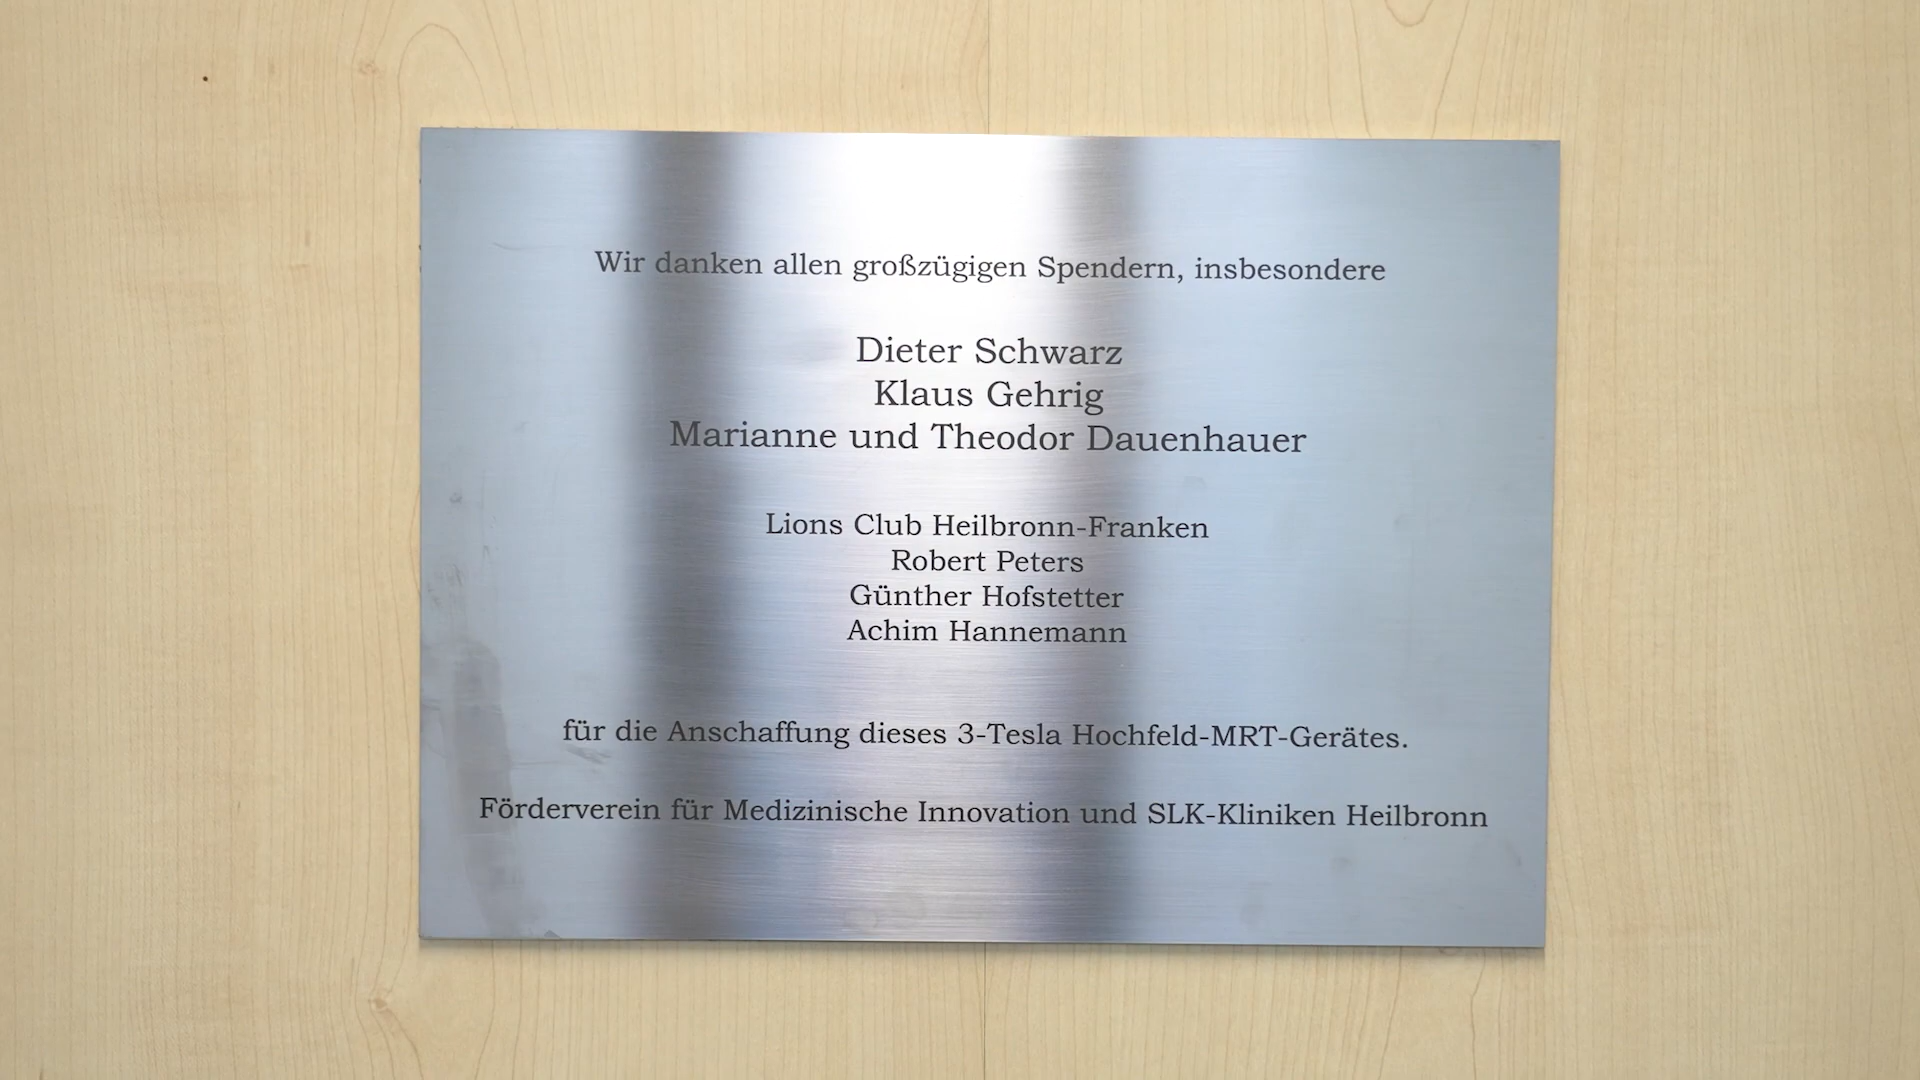 Wir danken allen großzügigen Spendern, insbesondere
Dieter Schwarz
Klaus Gehrig
Marianne und Theodor Dauenhauer
Lions Club Heilbronn-Franken
Robert Peters
Günther Hofstetter
Achim Hannemann
für die Anschaffung dieses 3-Tesla Hochfeld-MRT-Gerätes.
Förderverein für Medizinische Innovation und SLK-Kliniken Heilbronn